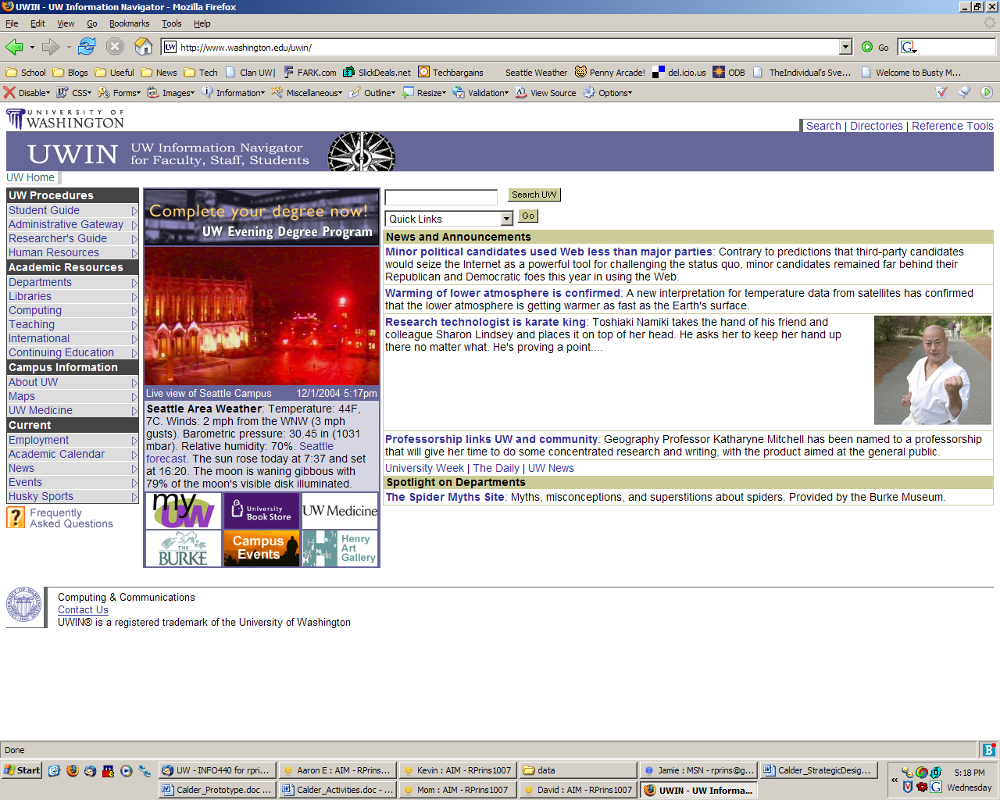 UWIN - UW Information Navigator - Mozilla Firefox
File Edit View Go Bookmarks Tools Help
http://www.washington.edu/uwin/ Go
School Blogs Useful News Tech Clan UW| FARK.com SlickDeals.net Techbargains Seattle Weather Penny Arcade! del.icio.us ODB TheIndividual's Sve... Welcome to Busty M...
Disable CSS Forms Images Information Miscellaneous Outline Resize Validation View Source Options
UNIVERSITY OF
WASHINGTON
Search | Directories | Reference Tools
UWIN UW Information Navigator
for Faculty, Staff, Students
UW Home
UW Procedures
Student Guide
Administrative Gateway
Researcher's Guide
Human Resources
Academic Resources
Departments
Libraries
Computing
Teaching
International
Continuing Education
Campus Information
About UW
Maps
UW Medicine
Current
Employment
Academic Calendar
News
Events
Husky Sports
Frequently
Asked Questions
Complete your degree now!
UW Evening Degree Program
Live view of Seattle Campus 12/1/2004 5:17pm
Seattle Area Weather: Temperature: 44F,
7C. Winds: 2 mph from the WNW (3 mph
gusts). Barometric pressure: 30.45 in (1031
mbar). Relative humidity: 70%. Seattle
forecast. The sun rose today at 7:37 and set
at 16:20. The moon is waning gibbous with
79% of the moon's visible disk illuminated.
my UW
University
Book Store
UW Medicine
THE
BURKE
Campus
Events
HENRY
Henry
Art
Gallery
Search UW
Quick Links Go
News and Announcements
Minor political candidates used Web less than major parties: Contrary to predictions that third-party candidates
would seize the Internet as a powerful tool for challenging the status quo, minor candidates remained far behind their
Republican and Democratic foes this year in using the Web.
Warming of lower atmosphere is confirmed: A new interpretation for temperature data from satellites has confirmed
that the lower atmosphere is getting warmer as fast as the Earth's surface.
Research technologist is karate king: Toshiaki Namiki takes the hand of his friend and
colleague Sharon Lindsey and places it on top of her head. He asks her to keep her hand up
there no matter what. He's proving a point....
Professorship links UW and community: Geography Professor Katharyne Mitchell has been named to a professorship
that will give her time to do some concentrated research and writing, with the product aimed at the general public.
University Week | The Daily | UW News
Spotlight on Departments
The Spider Myths Site: Myths, misconceptions, and superstitions about spiders. Provided by the Burke Museum.
Computing & Communications
Contact Us
UWIN® is a registered trademark of the University of Washington
Done
Start UW - INFO440 for rpri... Aaron E : AIM - RPrins... Kevin : AIM - RPrins1007 data Jamie : MSN - rprins@g... Calder_StrategicDesig... 5:18 PM
Calder_Prototype.doc ... Calder_Activities.doc - ... Mom : AIM - RPrins1007 David : AIM - RPrins1007 UWIN - UW Informa... Wednesday